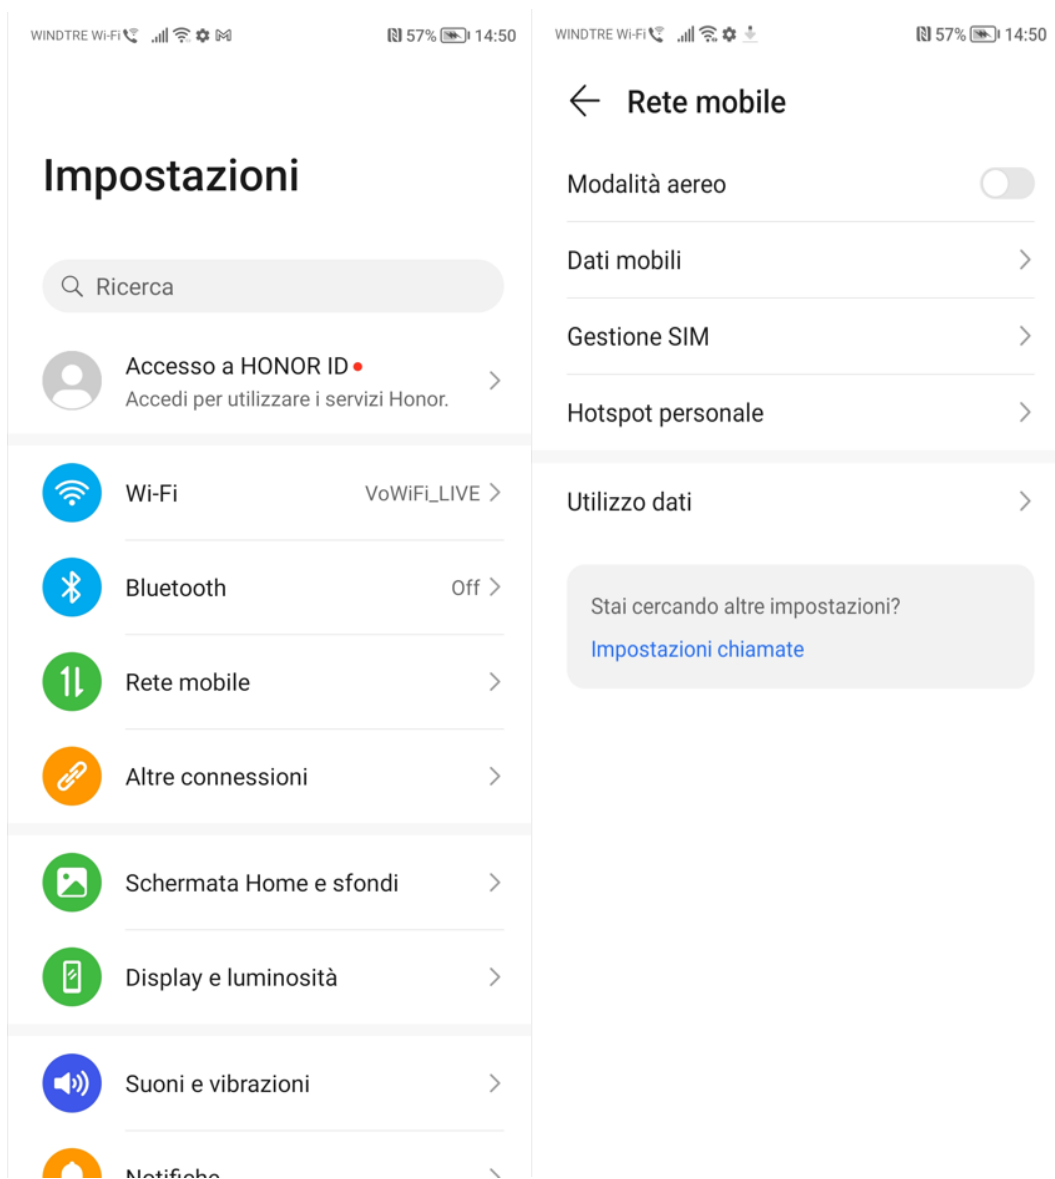 WINDTRE Wi-Fi 57% 14:50
Impostazioni
Ricerca
Accesso a HONOR ID
Accedi per utilizzare i servizi Honor.
Wi-Fi VoWiFi_LIVE
Bluetooth Off
Rete mobile
Altre connessioni
Schermata Home e sfondi
Display e luminosità
Suoni e vibrazioni
Notifiche
WINDTRE Wi-Fi 57% 14:50
Rete mobile
Modalità aereo
Dati mobili
Gestione SIM
Hotspot personale
Utilizzo dati
Stai cercando altre impostazioni?
Impostazioni chiamate